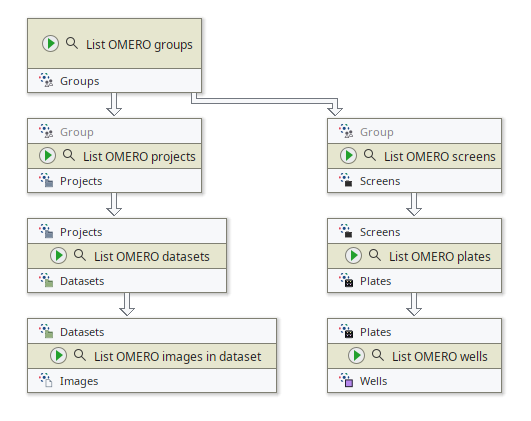 List OMERO groups
Groups
Group
List OMERO projects
Projects
Projects
List OMERO datasets
Datasets
Datasets
List OMERO images in dataset
Images
Group
List OMERO screens
Screens
Screens
List OMERO plates
Plates
Plates
List OMERO wells
Wells